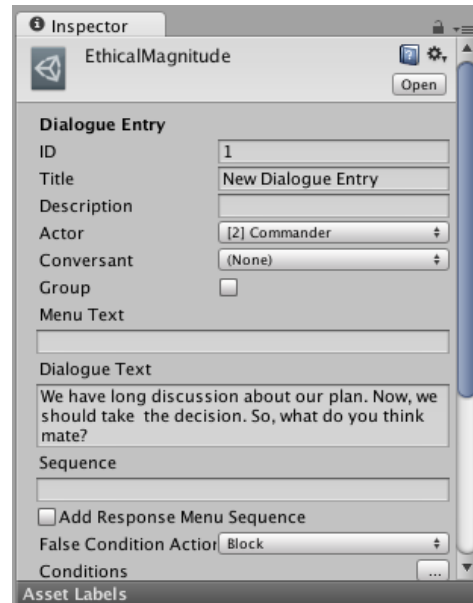 Inspector
EthicalMagnitude
Open
Dialogue Entry
ID 1
Title New Dialogue Entry
Description
Actor [2] Commander
Conversant (None)
Group
Menu Text
Dialogue Text
We have long discussion about our plan. Now, we
should take the decision. So, what do you think
mate?
Sequence
Add Response Menu Sequence
False Condition Action Block
Conditions ...
Asset Labels